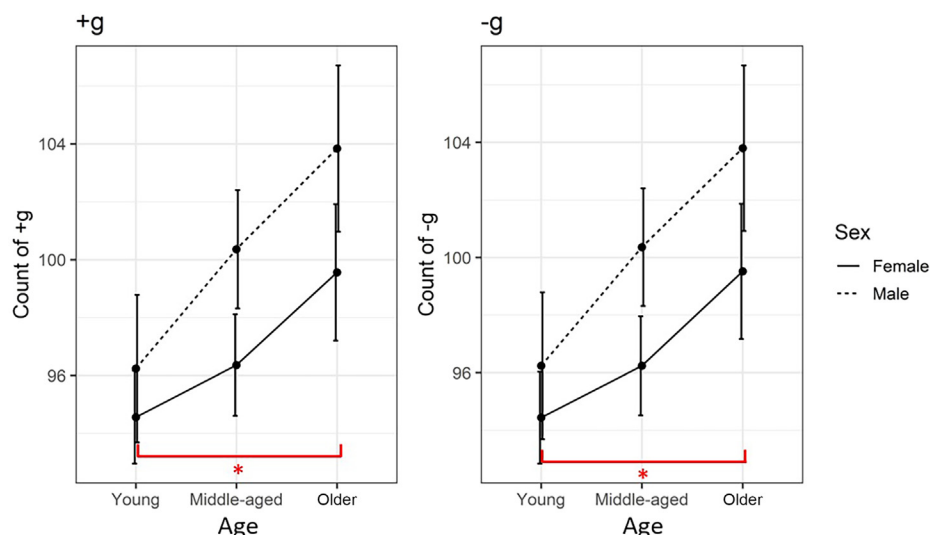 +g
104
100
96
Count of +g
Young Middle-aged Older
*
Age
-g
104
100
96
Count of -g
Young Middle-aged Older
*
Age
Sex
Female
Male